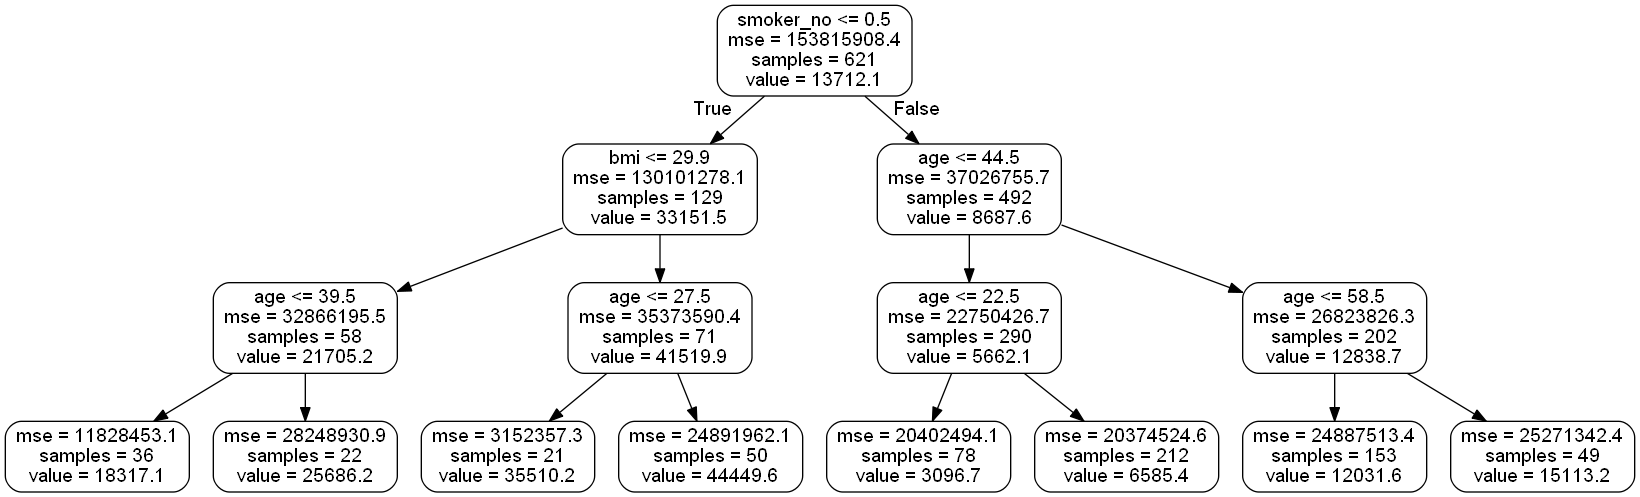 smoker_no <= 0.5
mse = 153815908.4
samples = 621
value = 13712.1
True
False
bmi <= 29.9
mse = 130101278.1
samples = 129
value = 33151.5
age <= 44.5
mse = 37026755.7
samples = 492
value = 8687.6
age <= 39.5
mse = 32866195.5
samples = 58
value = 21705.2
age <= 27.5
mse = 35373590.4
samples = 71
value = 41519.9
age <= 22.5
mse = 22750426.7
samples = 290
value = 5662.1
age <= 58.5
mse = 26823826.3
samples = 202
value = 12838.7
mse = 11828453.1
samples = 36
value = 18317.1
mse = 28248930.9
samples = 22
value = 25686.2
mse = 3152357.3
samples = 21
value = 35510.2
mse = 24891962.1
samples = 50
value = 44449.6
mse = 20402494.1
samples = 78
value = 3096.7
mse = 20374524.6
samples = 212
value = 6585.4
mse = 24887513.4
samples = 153
value = 12031.6
mse = 25271342.4
samples = 49
value = 15113.2